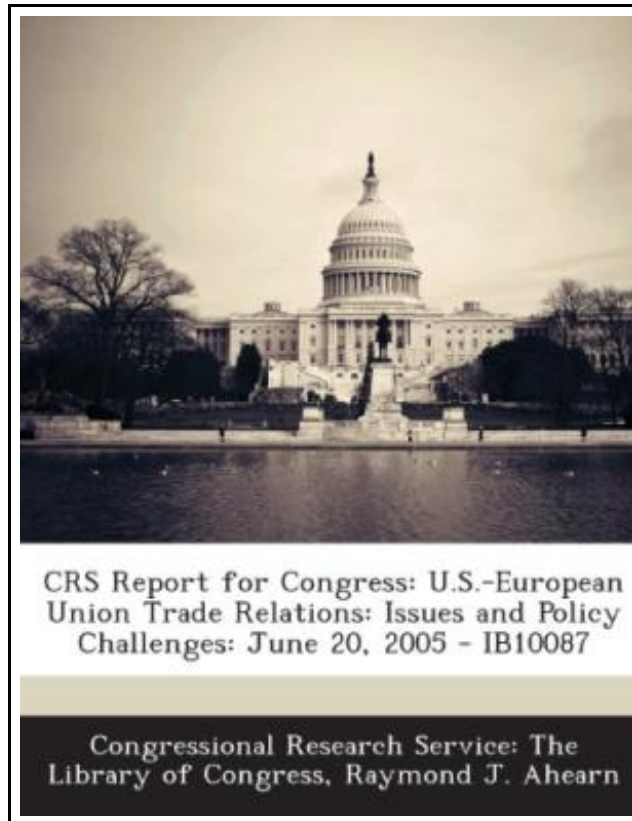 CRS Report for Congress: U.S.-European
Union Trade Relations: Issues and Policy
Challenges: June 20, 2005 - IB10087
Congressional Research Service: The
Library of Congress, Raymond J. Ahearn